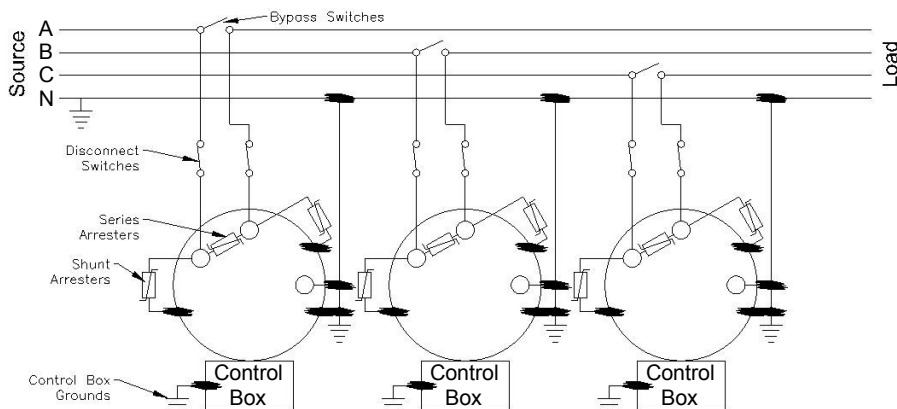 Bypass Switches
A
B
C
N
Source
Load
Disconnect
Switches
Series
Arresters
Shunt
Arresters
Control Box
Grounds
Control
Box
Control
Box
Control
Box